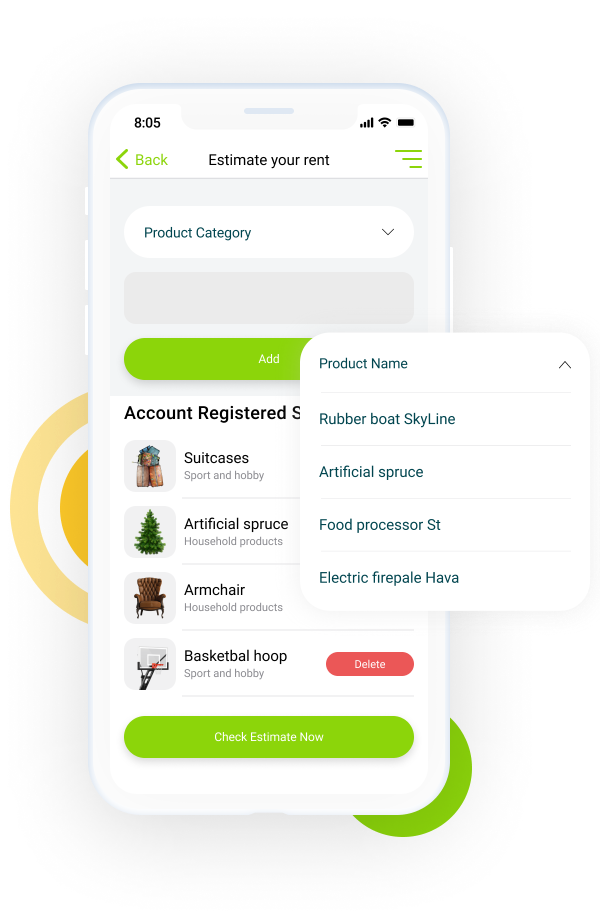 8:05
Back
Estimate your rent
Product Category
Add
Product Name
Rubber boat SkyLine
Artificial spruce
Food processor St
Electric firepale Hava
Account Registered S
Suitcases
Sport and hobby
Artificial spruce
Household products
Armchair
Household products
Basketbal hoop
Sport and hobby
Delete
Check Estimate Now